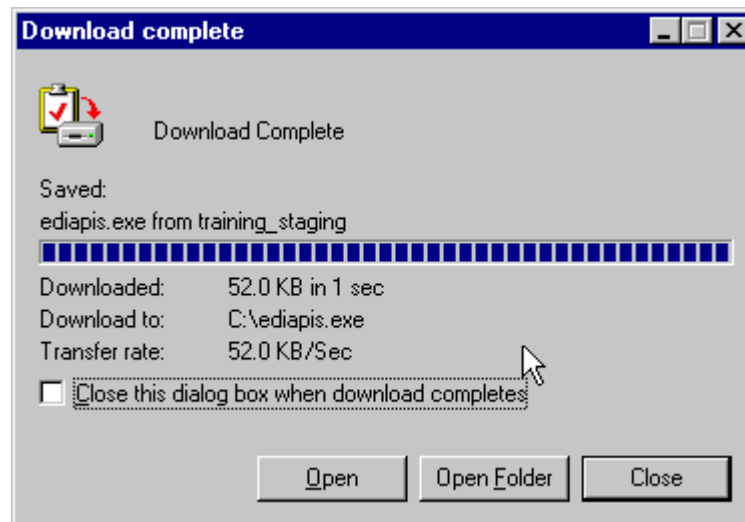 Download complete
Download Complete
Saved:
ediapis.exe from training_staging
Downloaded: 52.0 KB in 1 sec
Download to: C:\ediapis.exe
Transfer rate: 52.0 KB/Sec
Close this dialog box when download completes
Open Open Folder Close